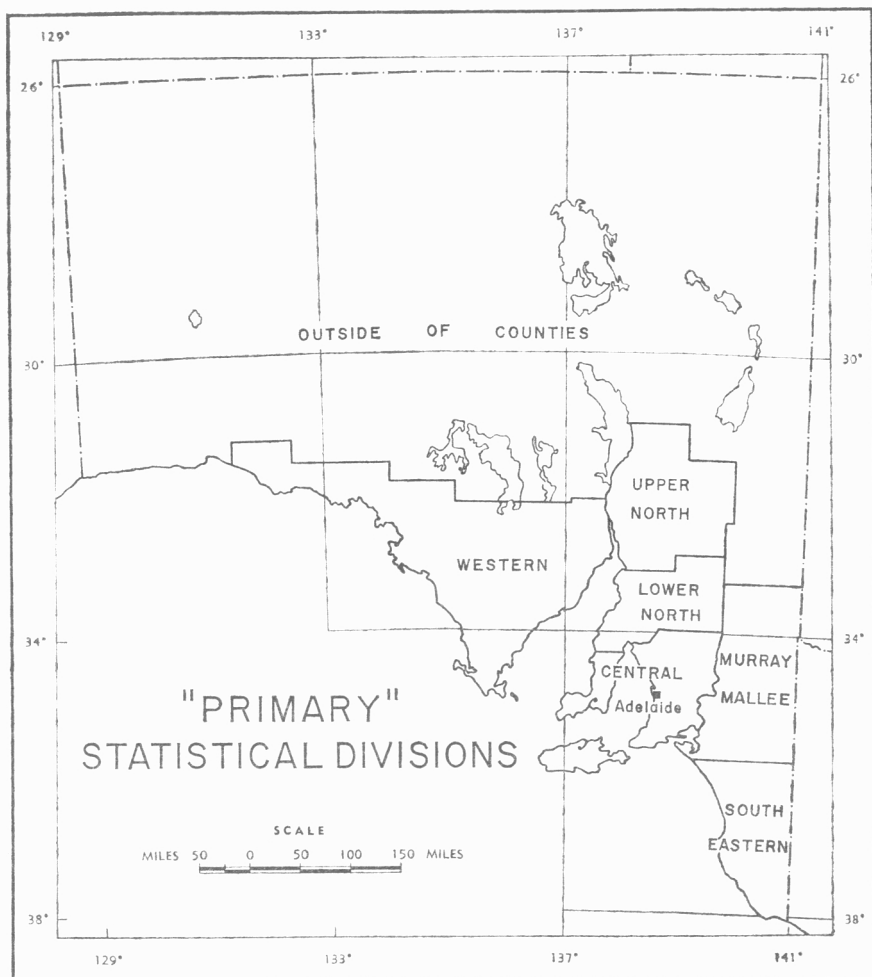 129° 133° 137° 141°
26° 26°
OUTSIDE OF COUNTIES
30° 30°
UPPER
NORTH
WESTERN
LOWER
NORTH
34° 34°
CENTRAL
Adelaide
MURRAY
MALLEE
"PRIMARY"
STATISTICAL DIVISIONS
SOUTH
EASTERN
SCALE
MILES 50 0 50 100 150 MILES
38° 38°
129° 133° 137° 141°